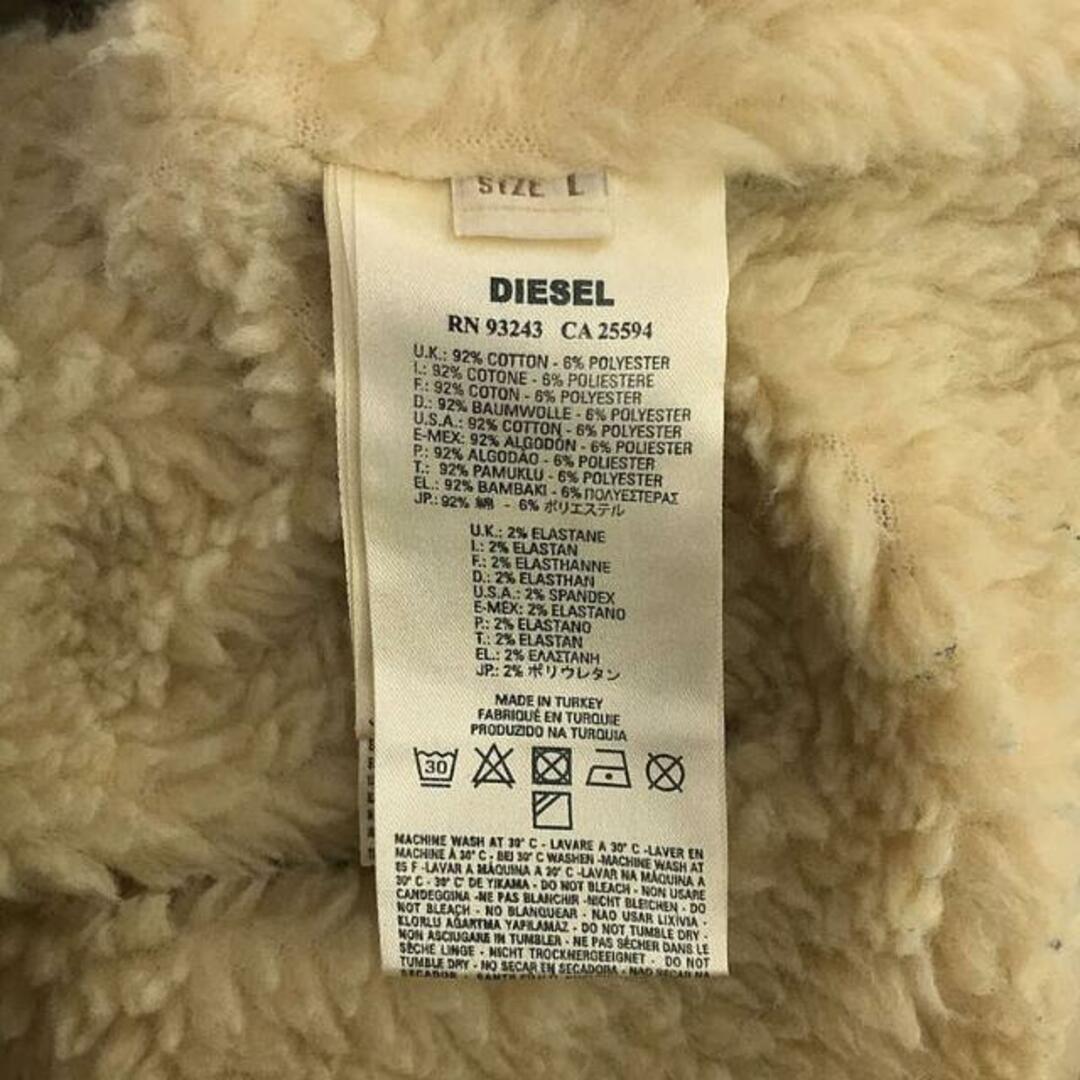 SIZE L
DIESEL
RN 93243 CA 25594
U.K.: 92% COTTON - 6% POLYESTER
I.: 92% COTONE - 6% POLIESTERE
F.: 92% COTON - 6% POLYESTER
D.: 92% BAUMWOLLE - 6% POLYESTER
U.S.A.: 92% COTTON - 6% POLYESTER
E-MEX: 92% ALGODÓN - 6% POLIESTER
P.: 92% ALGODÃO - 6% POLIESTER
T.: 92% PAMUKLU - 6% POLYESTER
EL.: 92% BAMBAKI - 6% ΠΟΛΥΕΣΤΕΡΑΣ
JP.: 92% 綿 - 6% ポリエステル
U.K.: 2% ELASTANE
I.: 2% ELASTAN
F.: 2% ELASTHANNE
D.: 2% ELASTHAN
U.S.A.: 2% SPANDEX
E-MEX: 2% ELASTANO
P.: 2% ELASTANO
T.: 2% ELASTAN
EL.: 2% ΕΛΑΣΤΑΝΗ
JP.: 2% ポリウレタン
MADE IN TURKEY
FABRIQUÉ EN TURQUIE
PRODUZIDO NA TURQUIA
30
MACHINE WASH AT 30° C - LAVARE A 30° C -LAVER EN
MACHINE À 30° C - BEI 30° C WASHEN -MACHINE WASH AT
85 F -LAVAR A MÁQUINA A 30° C -LAVAR NA MÁQUINA A
30° C - 30° C' DE YIKAMA - DO NOT BLEACH - NON USARE
CANDEGGINA -NE PAS BLANCHIR -NICHT BLEICHEN - DO
NOT BLEACH - NO BLANQUEAR - NAO USAR LIXIVIA -
KLORLU AGARTMA YAPILAMAZ - DO NOT TUMBLE DRY -
NON ASCIUGARE IN TUMBLER - NE PAS SÉCHER DANS LE
SÈCHE LINGE - NICHT TROCKNERGEEIGNET - DO NOT
TUMBLE DRY - NO SECAR EN SECADORA - NAO SECAR NA
SECADOR -